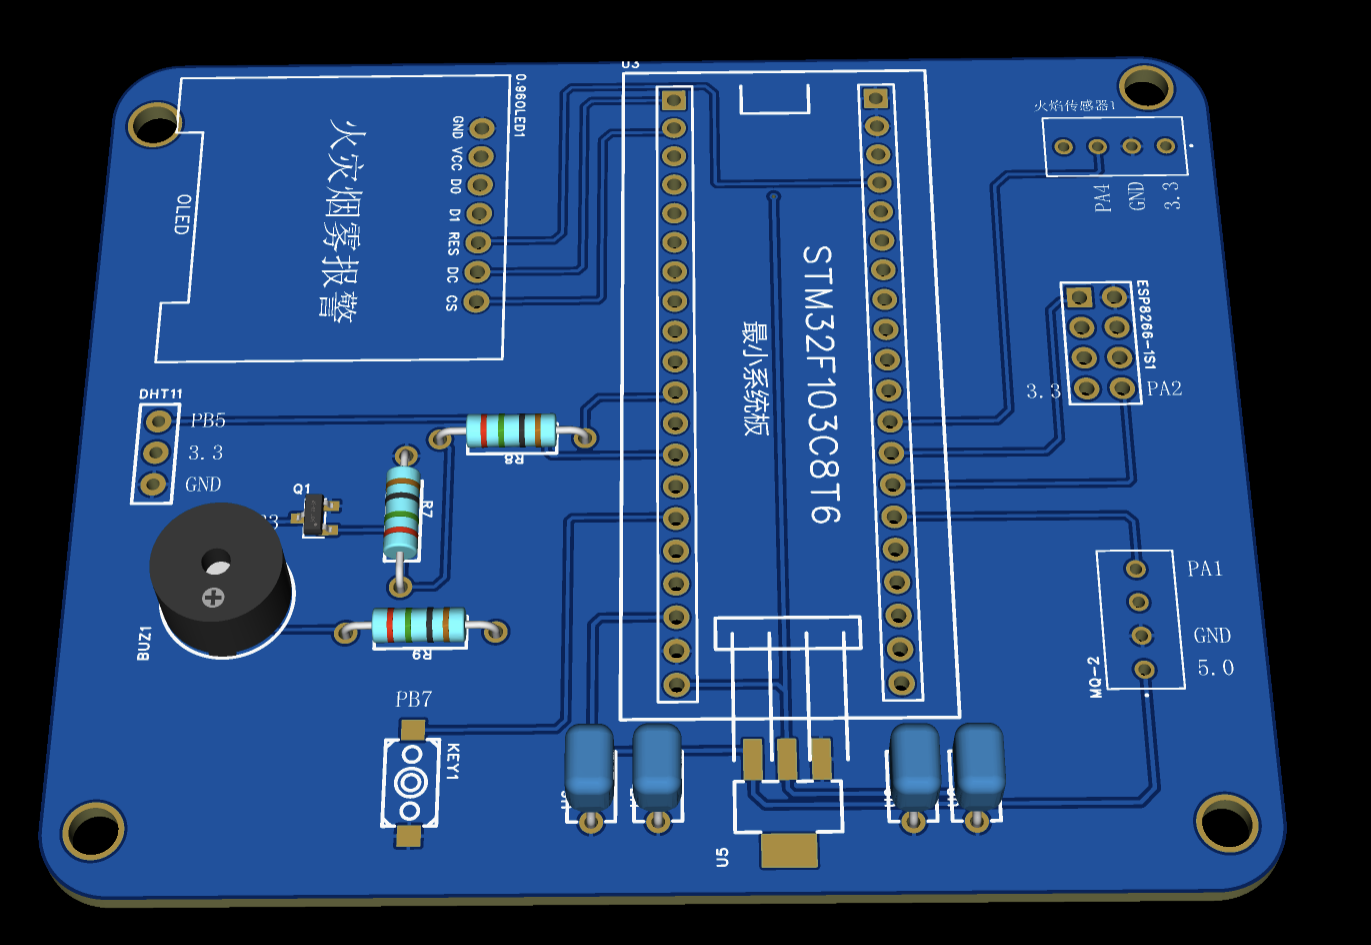 U3
0.96OLED1
GND
VCC
D0
D1
RES
DC
CS
OLED
火灾烟雾报警
STM32F103C8T6
最小系统板
火焰传感器1
PA4
GND
3.3
ESP8266-1S1
3.3
PA2
DHT11
PB5
3.3
GND
Q1
R8
R7
R9
BUZ1
PA1
GND
5.0
MQ-2
PB7
KEY1
U5